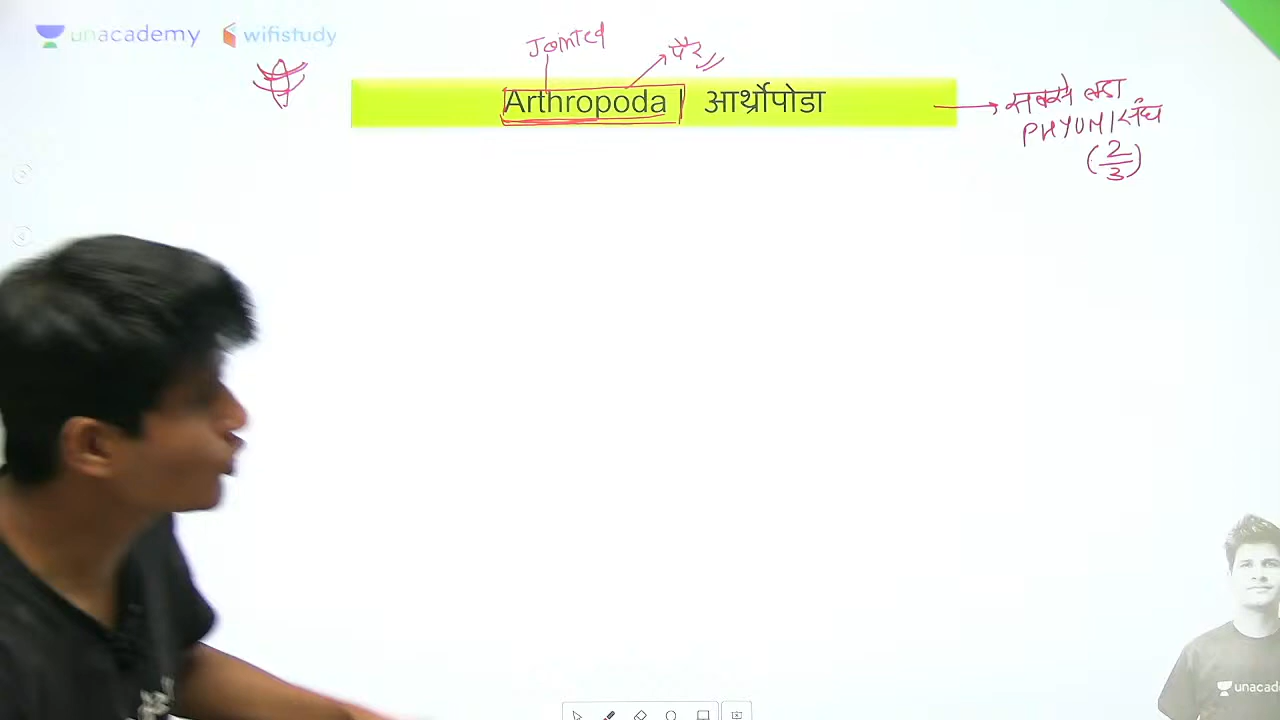 unacademy wifistudy
Jointed
पैर
Arthropoda आर्थ्रोपोडा
सबसे बडा
PHYUM/संघ
(2/3)
unacademy